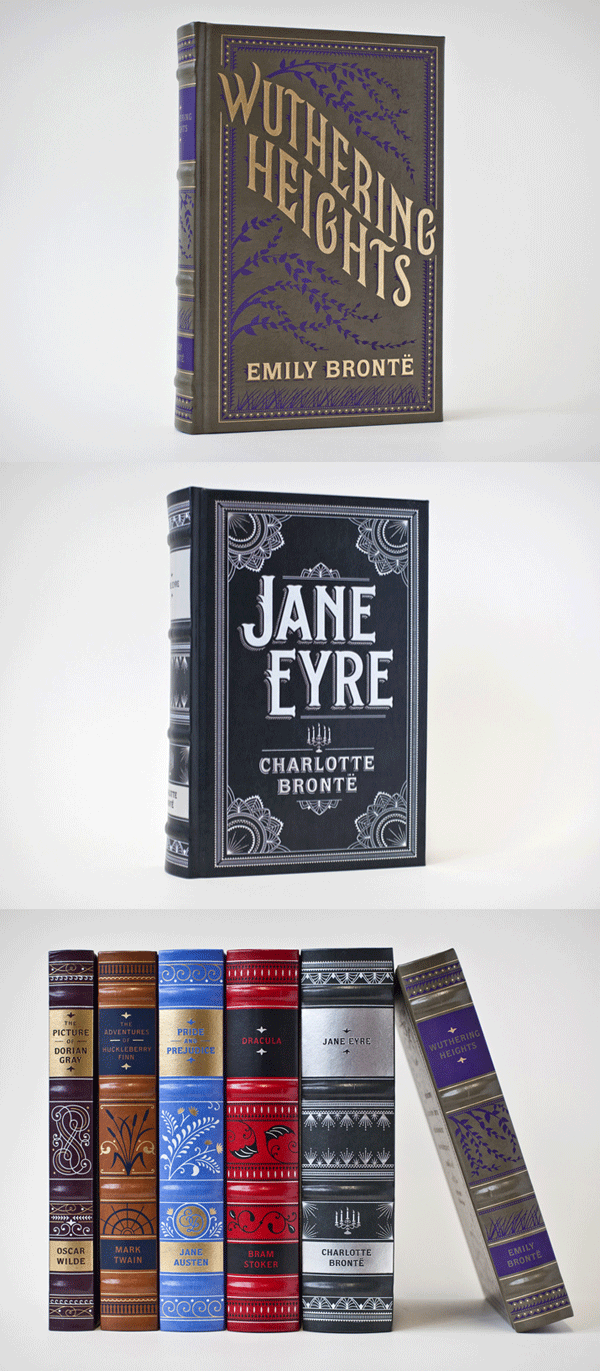 WUTHERING
HEIGHTS
EMILY BRONTË
JANE
EYRE
CHARLOTTE
BRONTË
THE
PICTURE
OF
DORIAN
GRAY
OSCAR
WILDE
THE
ADVENTURES
OF
HUCKLEBERRY
FINN
MARK
TWAIN
PRIDE
AND
PREJUDICE
JANE
AUSTEN
DRACULA
BRAM
STOKER
JANE EYRE
CHARLOTTE
BRONTË
WUTHERING
HEIGHTS
EMILY
BRONTË